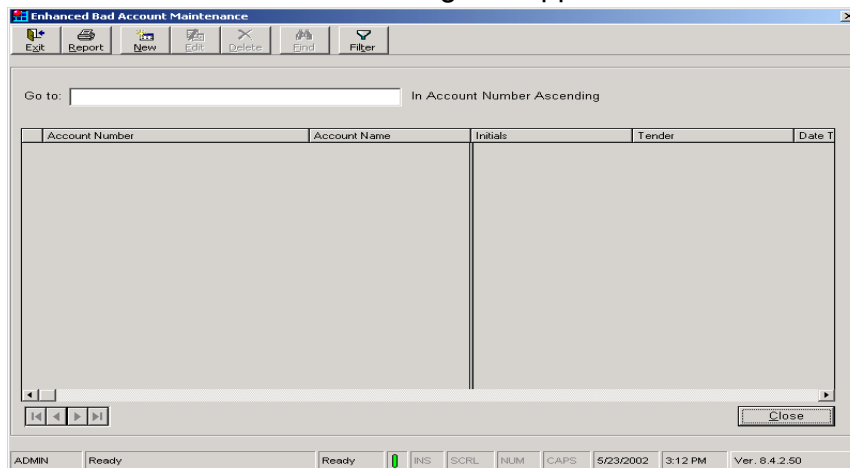 Enhanced Bad Account Maintenance
Exit Report New Edit Delete Find Filter
Go to: In Account Number Ascending
Account Number Account Name Initials Tender Date T
Close
ADMIN Ready Ready INS SCRL NUM CAPS 5/23/2002 3:12 PM Ver. 8.4.2.50